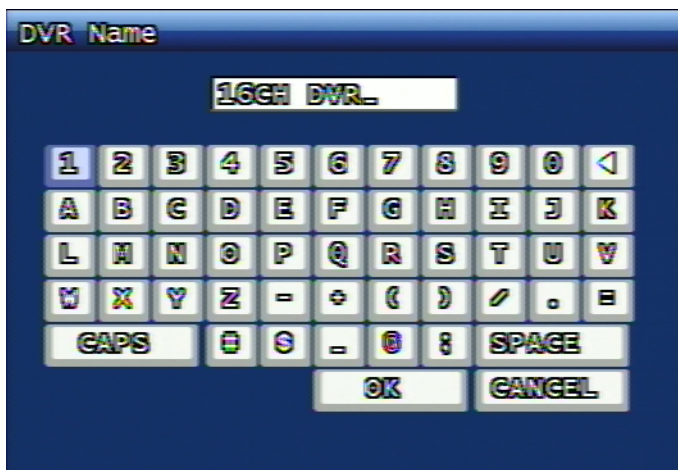 DVR Name
16CH DVR_
1 2 3 4 5 6 7 8 9 0 ◁
A B C D E F G H I J K
L M N O P Q R S T U V
W X Y Z - + ( ) / . =
CAPS # $ _ @ : SPACE
OK CANCEL